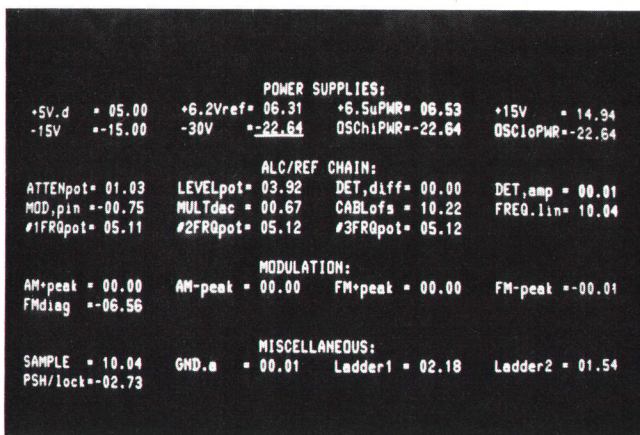 POWER SUPPLIES:
+5V.d = 05.00 +6.2Vref= 06.31 +6.5uPWR= 06.53 +15V = 14.94
-15V =-15.00 -30V =-22.64 OSChiPWR=-22.64 OSCloPWR=-22.64
ALC/REF CHAIN:
ATTENpot= 01.03 LEVELpot= 03.92 DET,diff= 00.00 DET,amp = 00.01
MOD,pin =-00.75 MULTdac = 00.67 CABLofs = 10.22 FREQ.lin= 10.04
#1FRQpot= 05.11 #2FRQpot= 05.12 #3FRQpot= 05.12
MODULATION:
AM+peak = 00.00 AM-peak = 00.00 FM+peak = 00.00 FM-peak =-00.01
FMdiag =-06.56
MISCELLANEOUS:
SAMPLE = 10.04 GND.a = 00.01 Ladder1 = 02.18 Ladder2 = 01.54
PSH/lock=-02.73